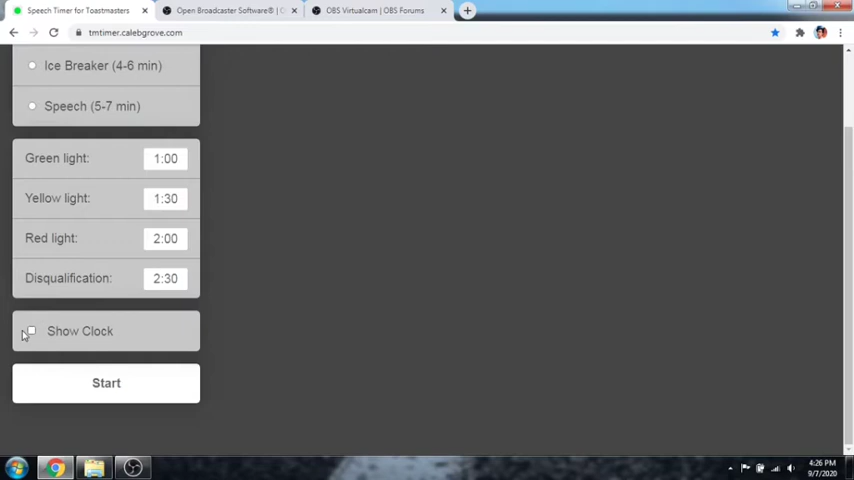 Speech Timer for Toastmasters
Open Broadcaster Software® |
OBS Virtualcam | OBS Forums
tmtimer.calebgrove.com
Ice Breaker (4-6 min)
Speech (5-7 min)
Green light: 1:00
Yellow light: 1:30
Red light: 2:00
Disqualification: 2:30
Show Clock
Start
4:26 PM
9/7/2020